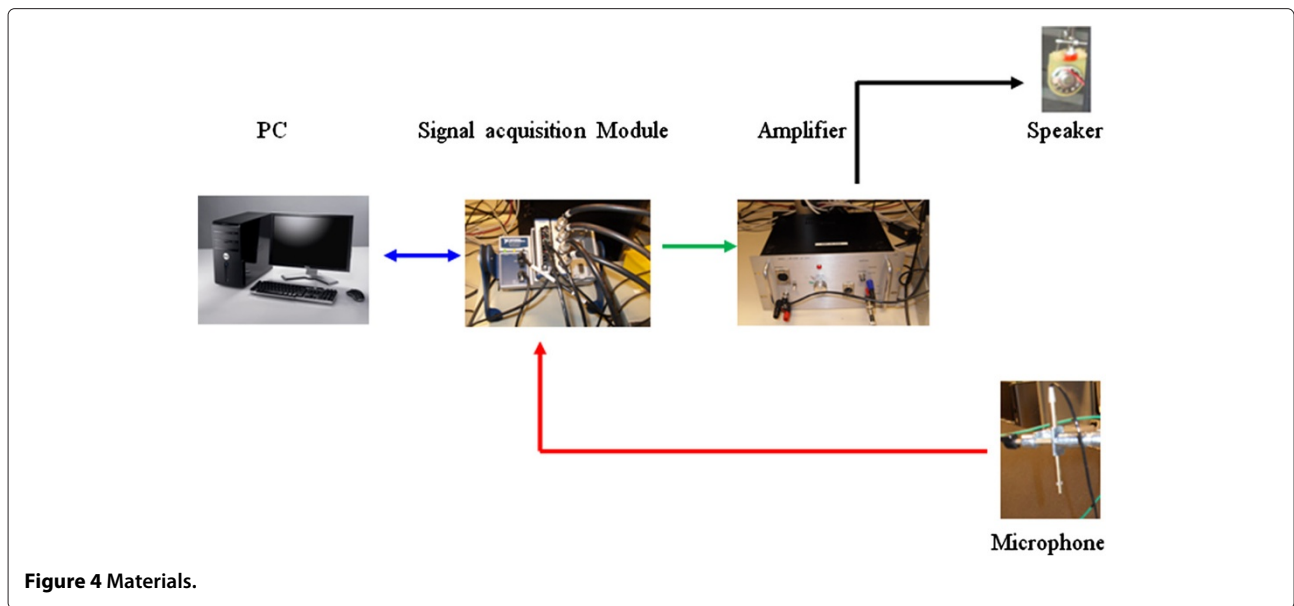 PC
Signal acquisition Module
Amplifier
Speaker
Microphone
Figure 4 Materials.